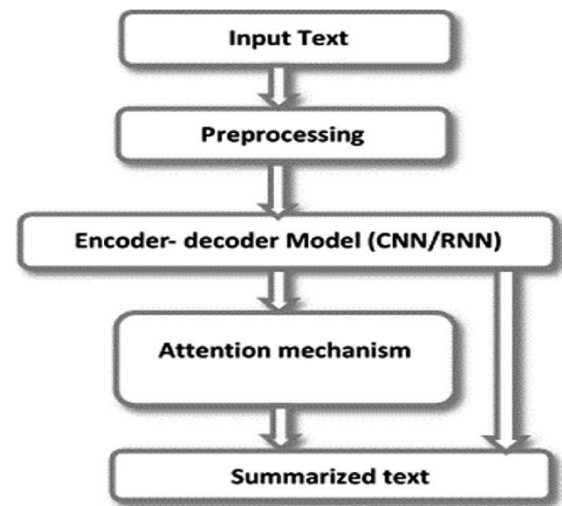 Input Text
Preprocessing
Encoder- decoder Model (CNN/RNN)
Attention mechanism
Summarized text